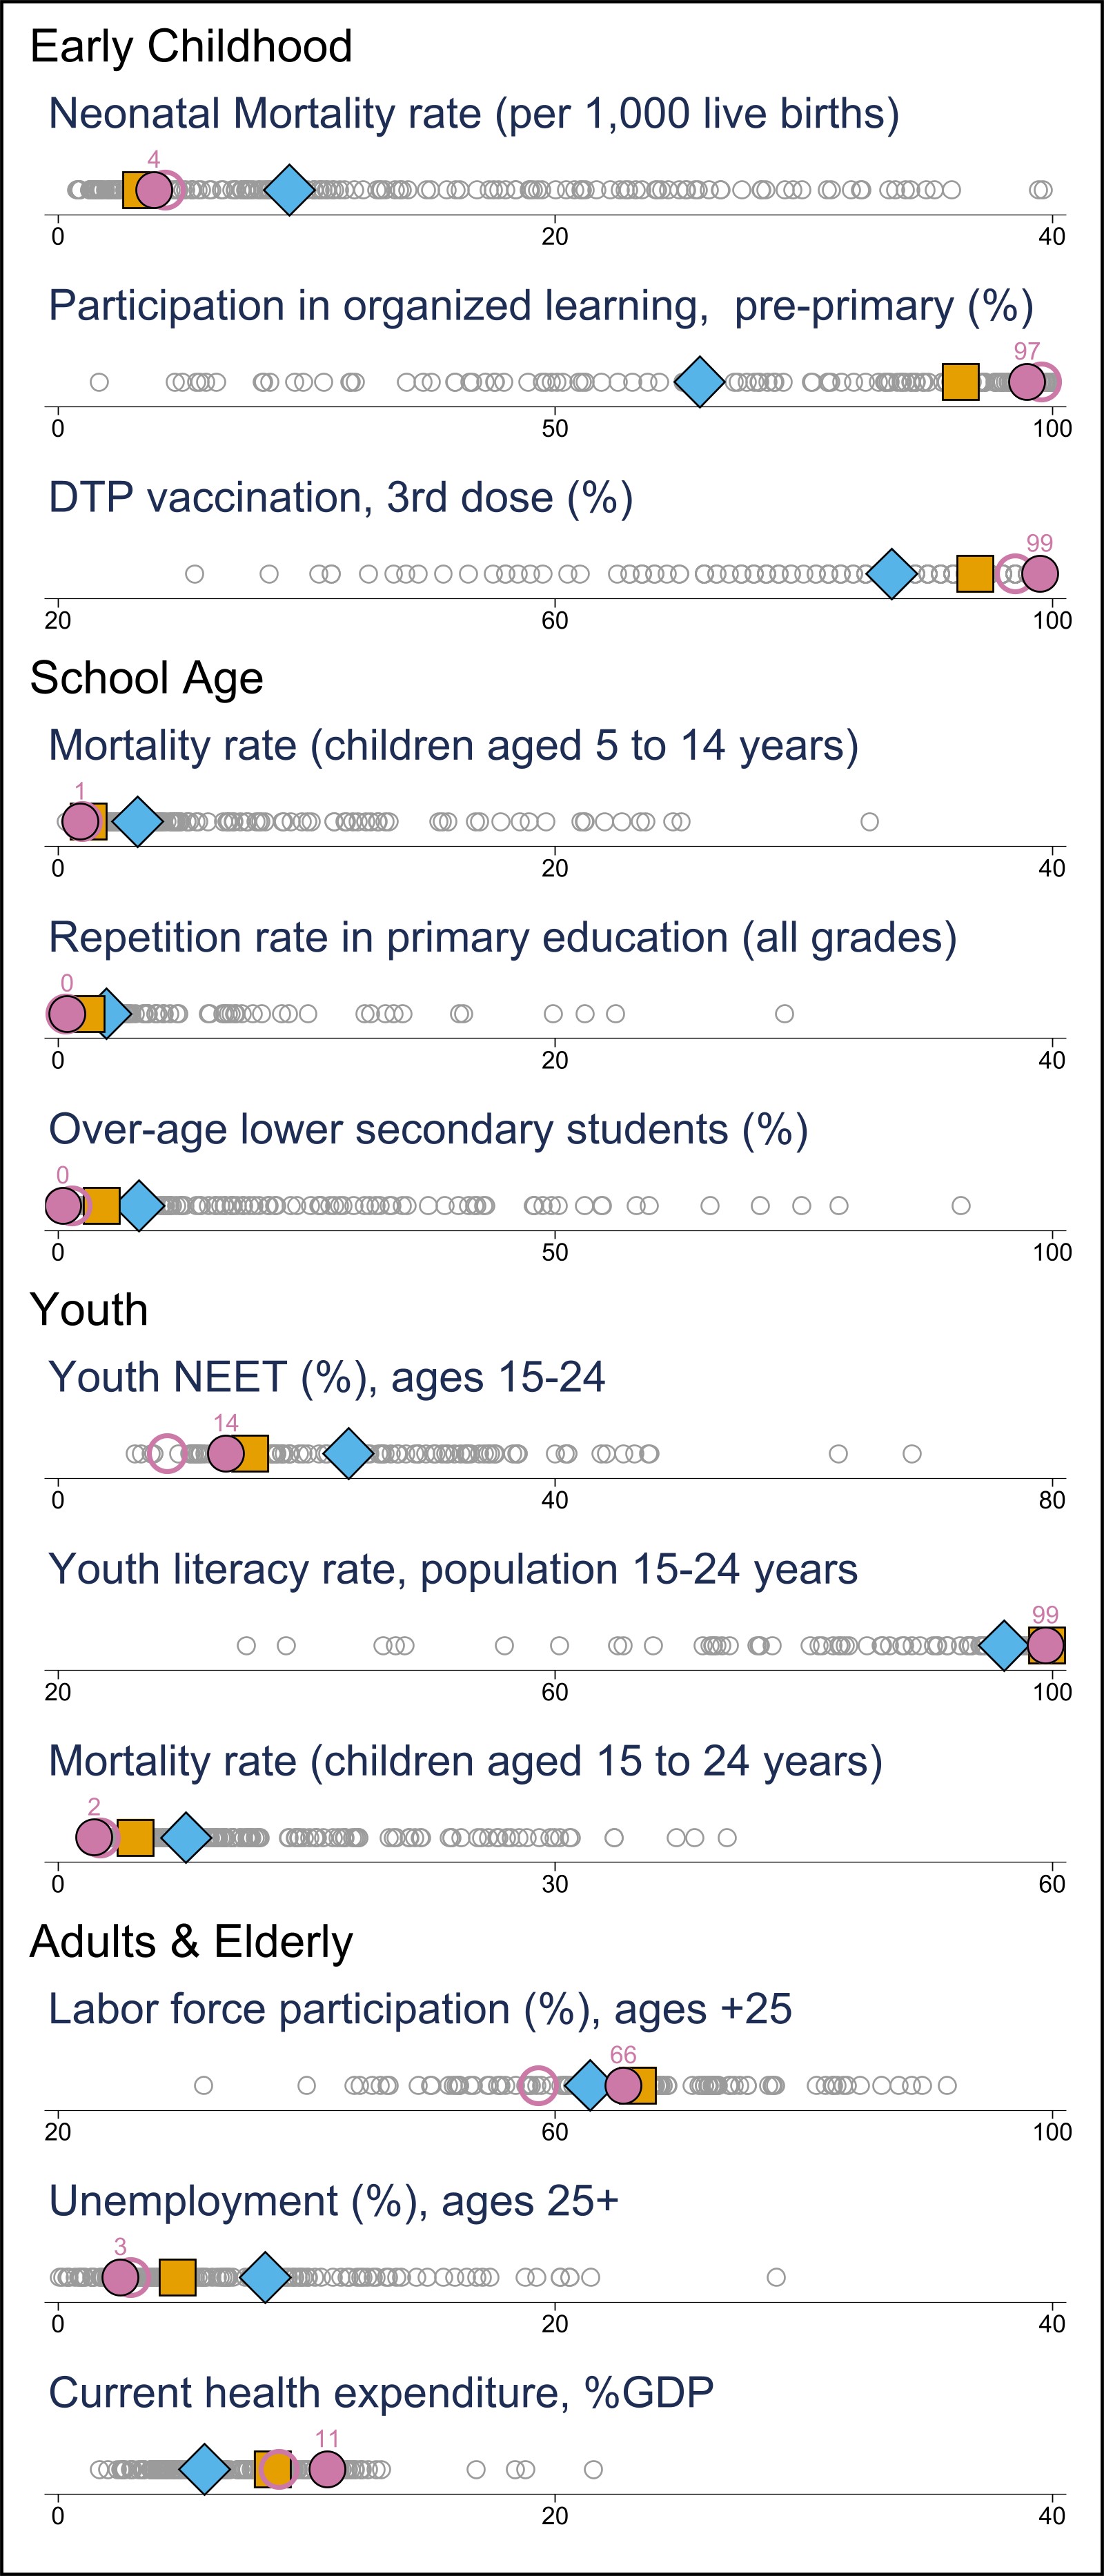 Early Childhood
Neonatal Mortality rate (per 1,000 live births)
4
0 20 40
Participation in organized learning,  pre-primary (%)
97
0 50 100
DTP vaccination, 3rd dose (%)
99
20 60 100
School Age
Mortality rate (children aged 5 to 14 years)
1
0 20 40
Repetition rate in primary education (all grades)
0
0 20 40
Over-age lower secondary students (%)
0
0 50 100
Youth
Youth NEET (%), ages 15-24
14
0 40 80
Youth literacy rate, population 15-24 years
99
20 60 100
Mortality rate (children aged 15 to 24 years)
2
0 30 60
Adults & Elderly
Labor force participation (%), ages +25
66
20 60 100
Unemployment (%), ages 25+
3
0 20 40
Current health expenditure, %GDP
11
0 20 40